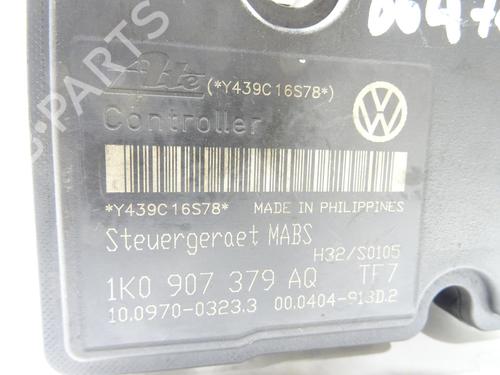 Ate (*Y439C16S78*)
Controller
*Y439C16S78* MADE IN PHILIPPINES
Steuergeraet MABS
H32/S0105
1K0 907 379 AQ TF7
10.0970-0323.3 00.0404-913D.2